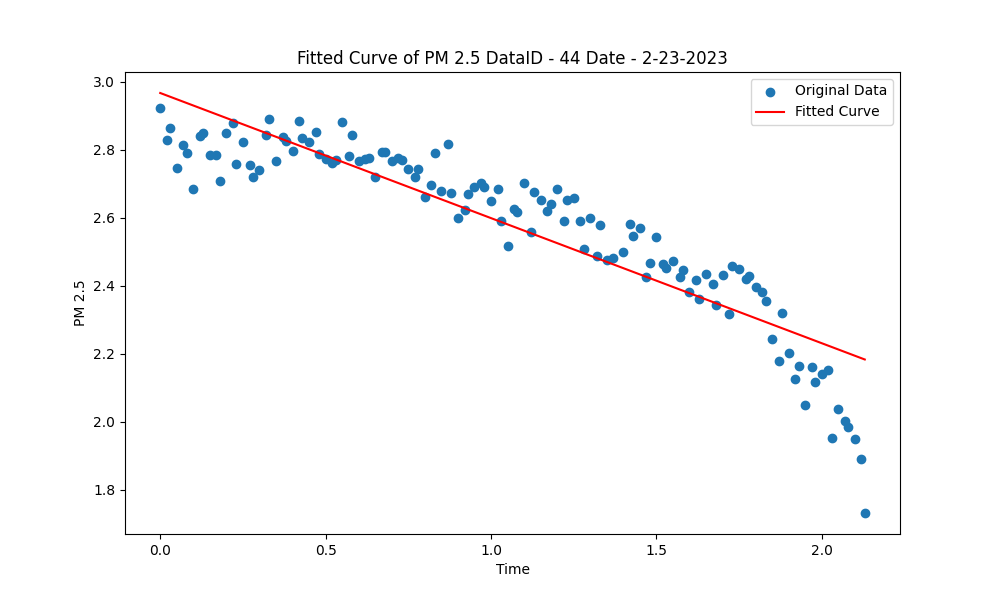 Fitted Curve of PM 2.5 DataID - 44 Date - 2-23-2023
Original Data
Fitted Curve
PM 2.5
3.0
2.8
2.6
2.4
2.2
2.0
1.8
0.0 0.5 1.0 1.5 2.0
Time